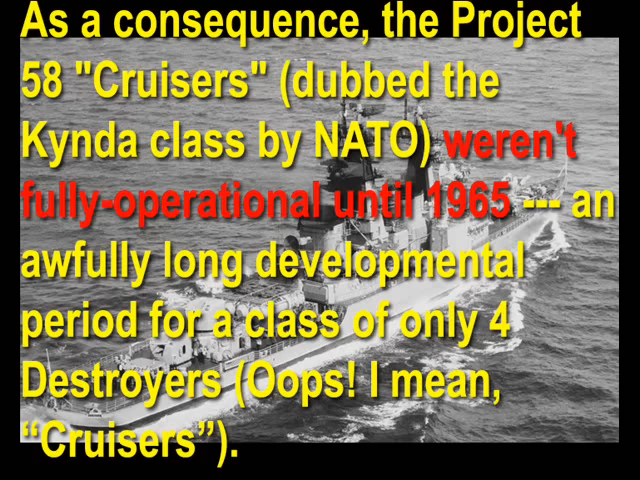 As a consequence, the Project
58 "Cruisers" (dubbed the
Kynda class by NATO) weren't
fully-operational until 1965 --- an
awfully long developmental
period for a class of only 4
Destroyers (Oops! I mean,
“Cruisers”).